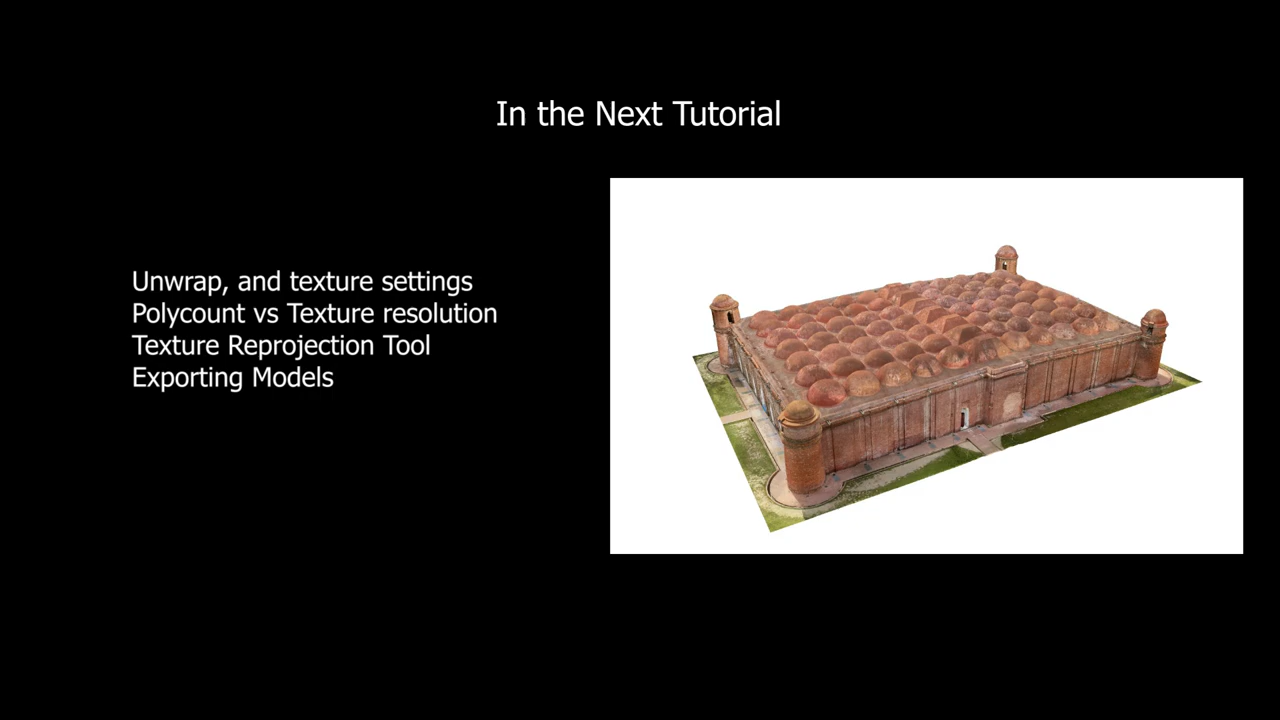 In the Next Tutorial
Unwrap, and texture settings
Polycount vs Texture resolution
Texture Reprojection Tool
Exporting Models